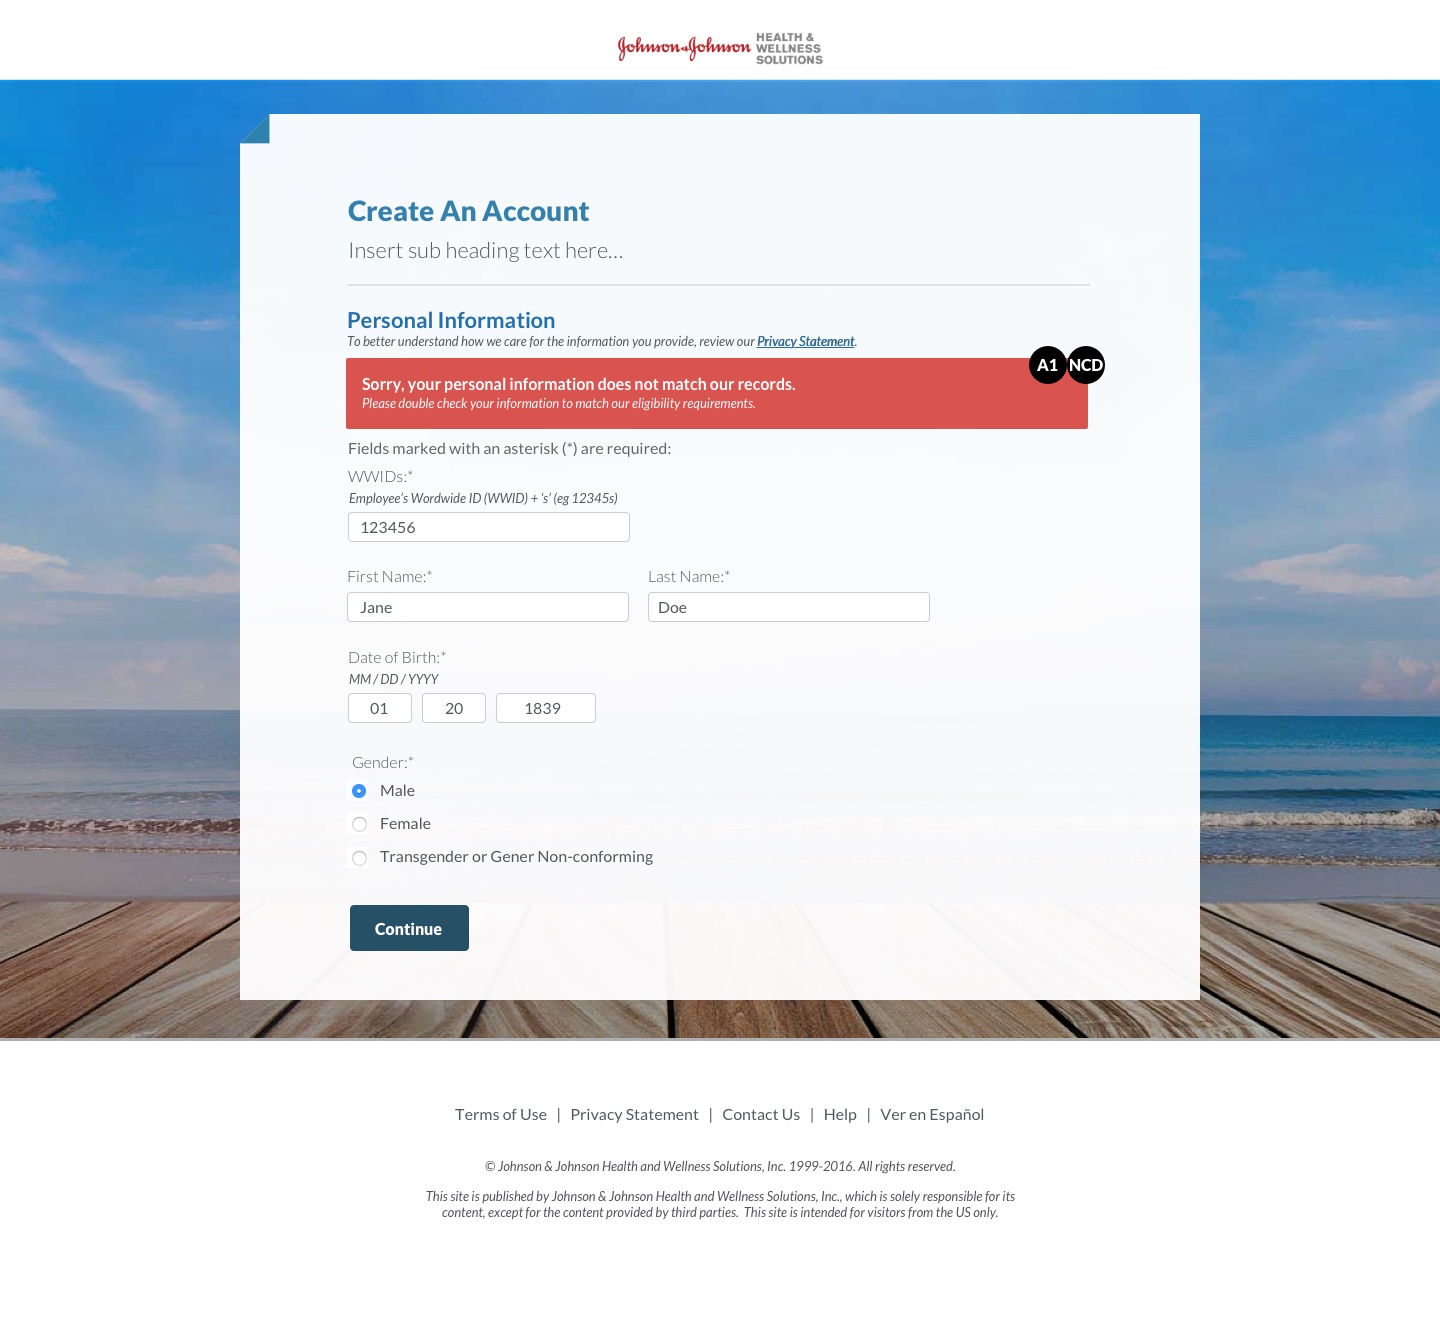 Johnson & Johnson HEALTH &
WELLNESS
SOLUTIONS
Create An Account
Insert sub heading text here...
Personal Information
To better understand how we care for the information you provide, review our Privacy Statement.
A1 NCD
Sorry, your personal information does not match our records.
Please double check your information to match our eligibility requirements.
Fields marked with an asterisk (*) are required:
WWIDs:*
Employee's Wordwide ID (WWID) + 's' (eg 12345s)
123456
First Name:* Last Name:*
Jane Doe
Date of Birth:*
MM / DD / YYYY
01 20 1839
Gender:*
Male
Female
Transgender or Gener Non-conforming
Continue
Terms of Use | Privacy Statement | Contact Us | Help | Ver en Español
© Johnson & Johnson Health and Wellness Solutions, Inc. 1999-2016. All rights reserved.
This site is published by Johnson & Johnson Health and Wellness Solutions, Inc., which is solely responsible for its
content, except for the content provided by third parties. This site is intended for visitors from the US only.